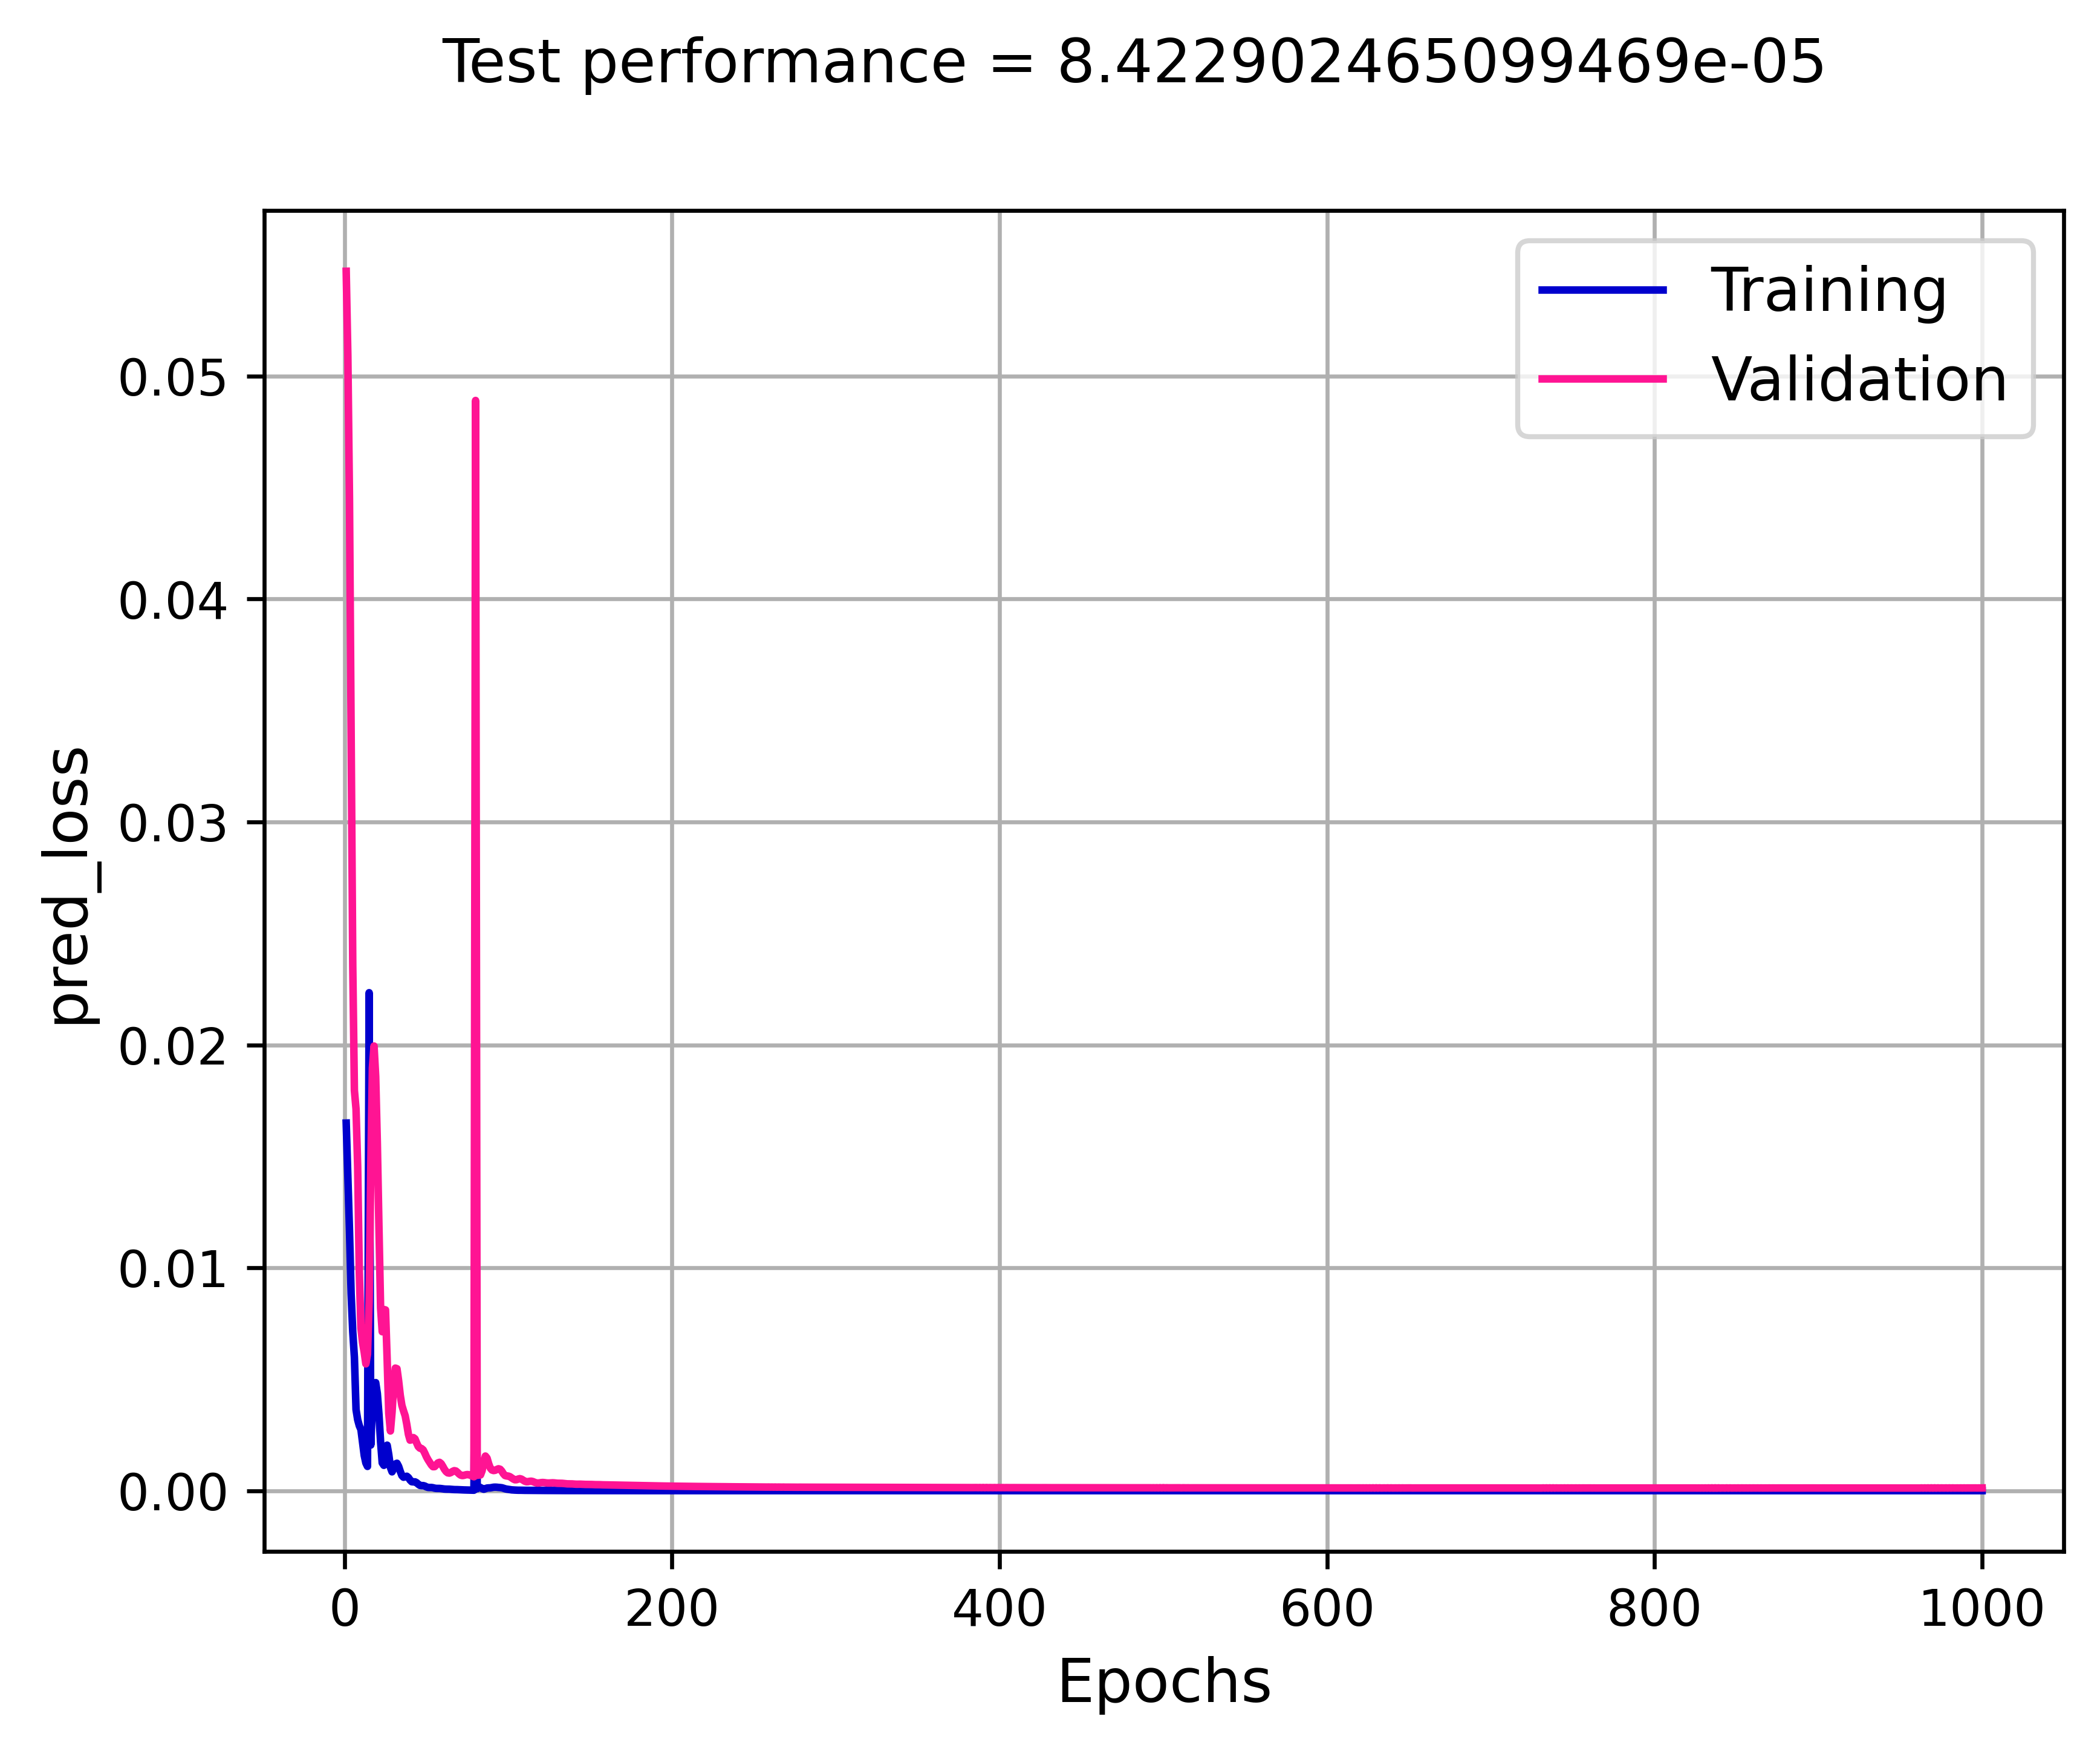 Test performance = 8.422902465099469e-05
Training
Validation
0.05
0.04
0.03
0.02
0.01
0.00
pred_loss
0 200 400 600 800 1000
Epochs